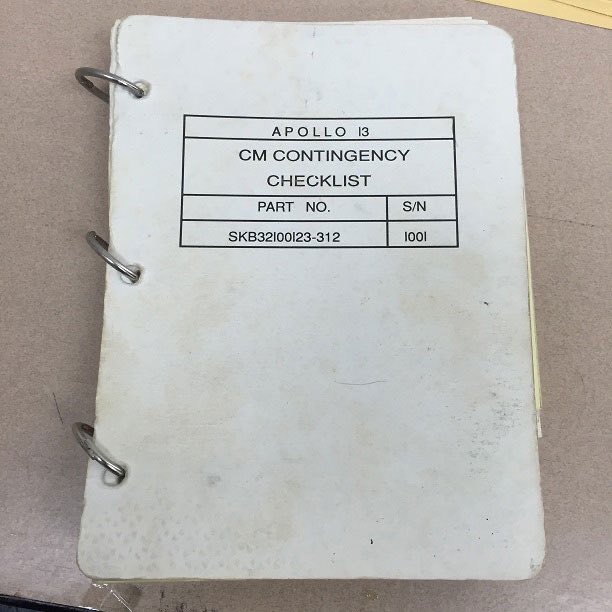 APOLLO 13
CM CONTINGENCY
CHECKLIST
PART NO. S/N
SKB32100123-312 1001